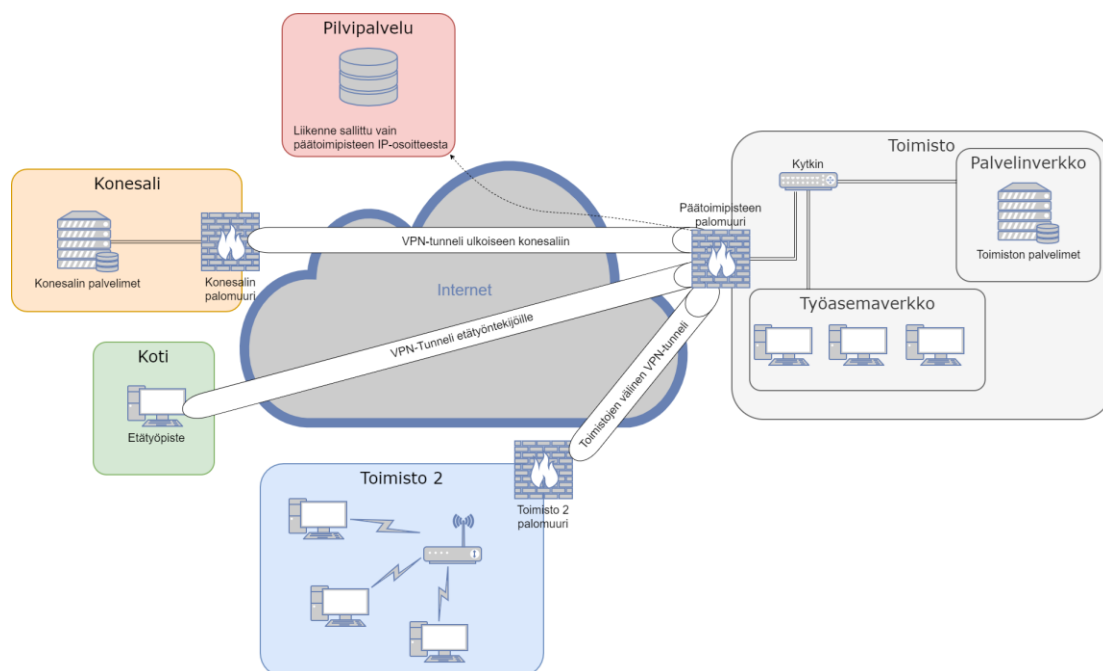 Pilvipalvelu
Liikenne sallittu vain
päätoimipisteen IP-osoitteesta
Toimisto
Kytkin
Palvelinverkko
Toimiston palvelimet
Konesali
Konesalin palvelimet
Konesalin
palomuuri
VPN-tunneli ulkoiseen konesaliin
Päätoimipisteen
palomuuri
Internet
Työasemaverkko
VPN-Tunneli etätyöntekijöille
Toimistojen välinen VPN-tunneli
Koti
Etätyöpiste
Toimisto 2
Toimisto 2
palomuuri